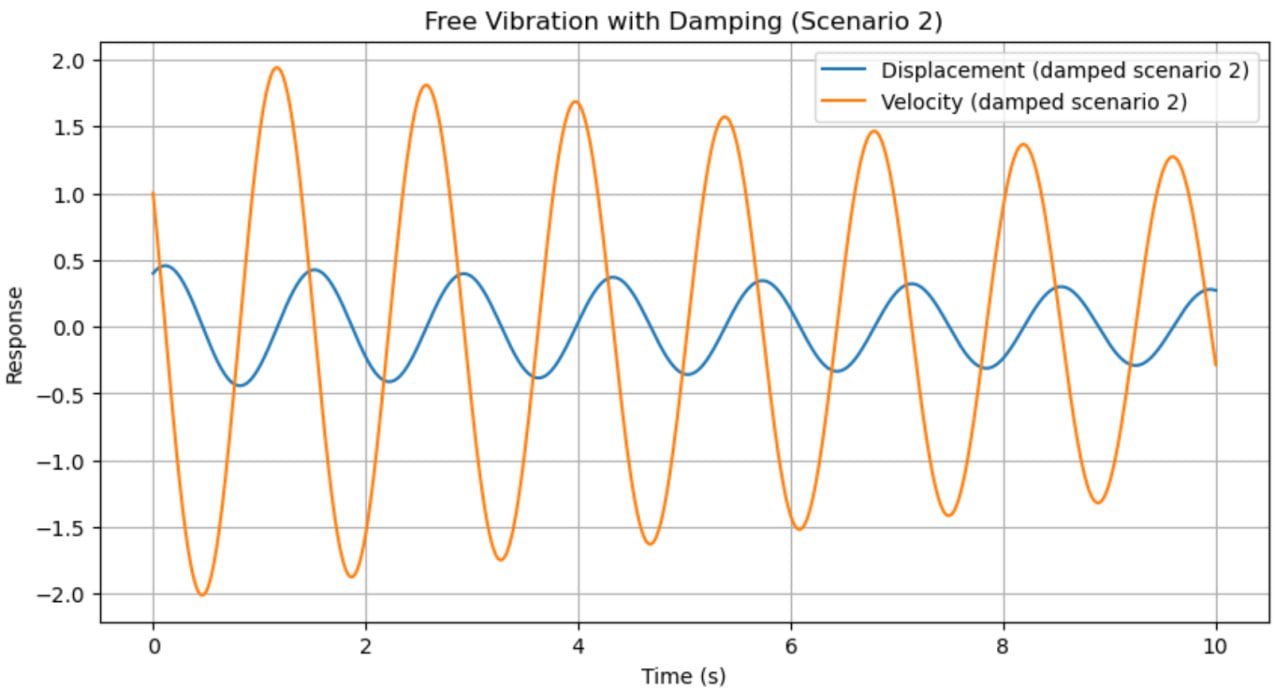 Free Vibration with Damping (Scenario 2)
Displacement (damped scenario 2)
Velocity (damped scenario 2)
Response
2.0
1.5
1.0
0.5
0.0
−0.5
−1.0
−1.5
−2.0
0 2 4 6 8 10
Time (s)